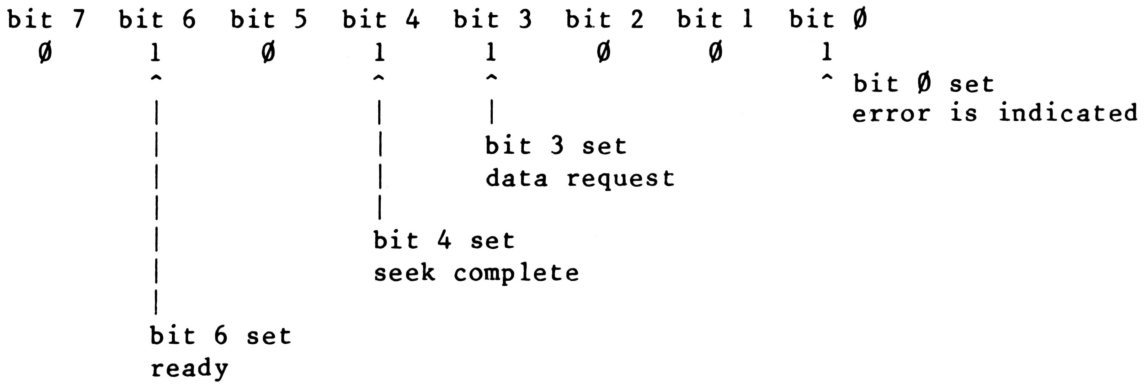 bit 7 bit 6 bit 5 bit 4 bit 3 bit 2 bit 1 bit Ø
Ø 1 Ø 1 1 Ø Ø 1
^ ^ ^ ^ bit Ø set
| | | error is indicated
| | bit 3 set
| | data request
| |
| bit 4 set
| seek complete
|
bit 6 set
ready